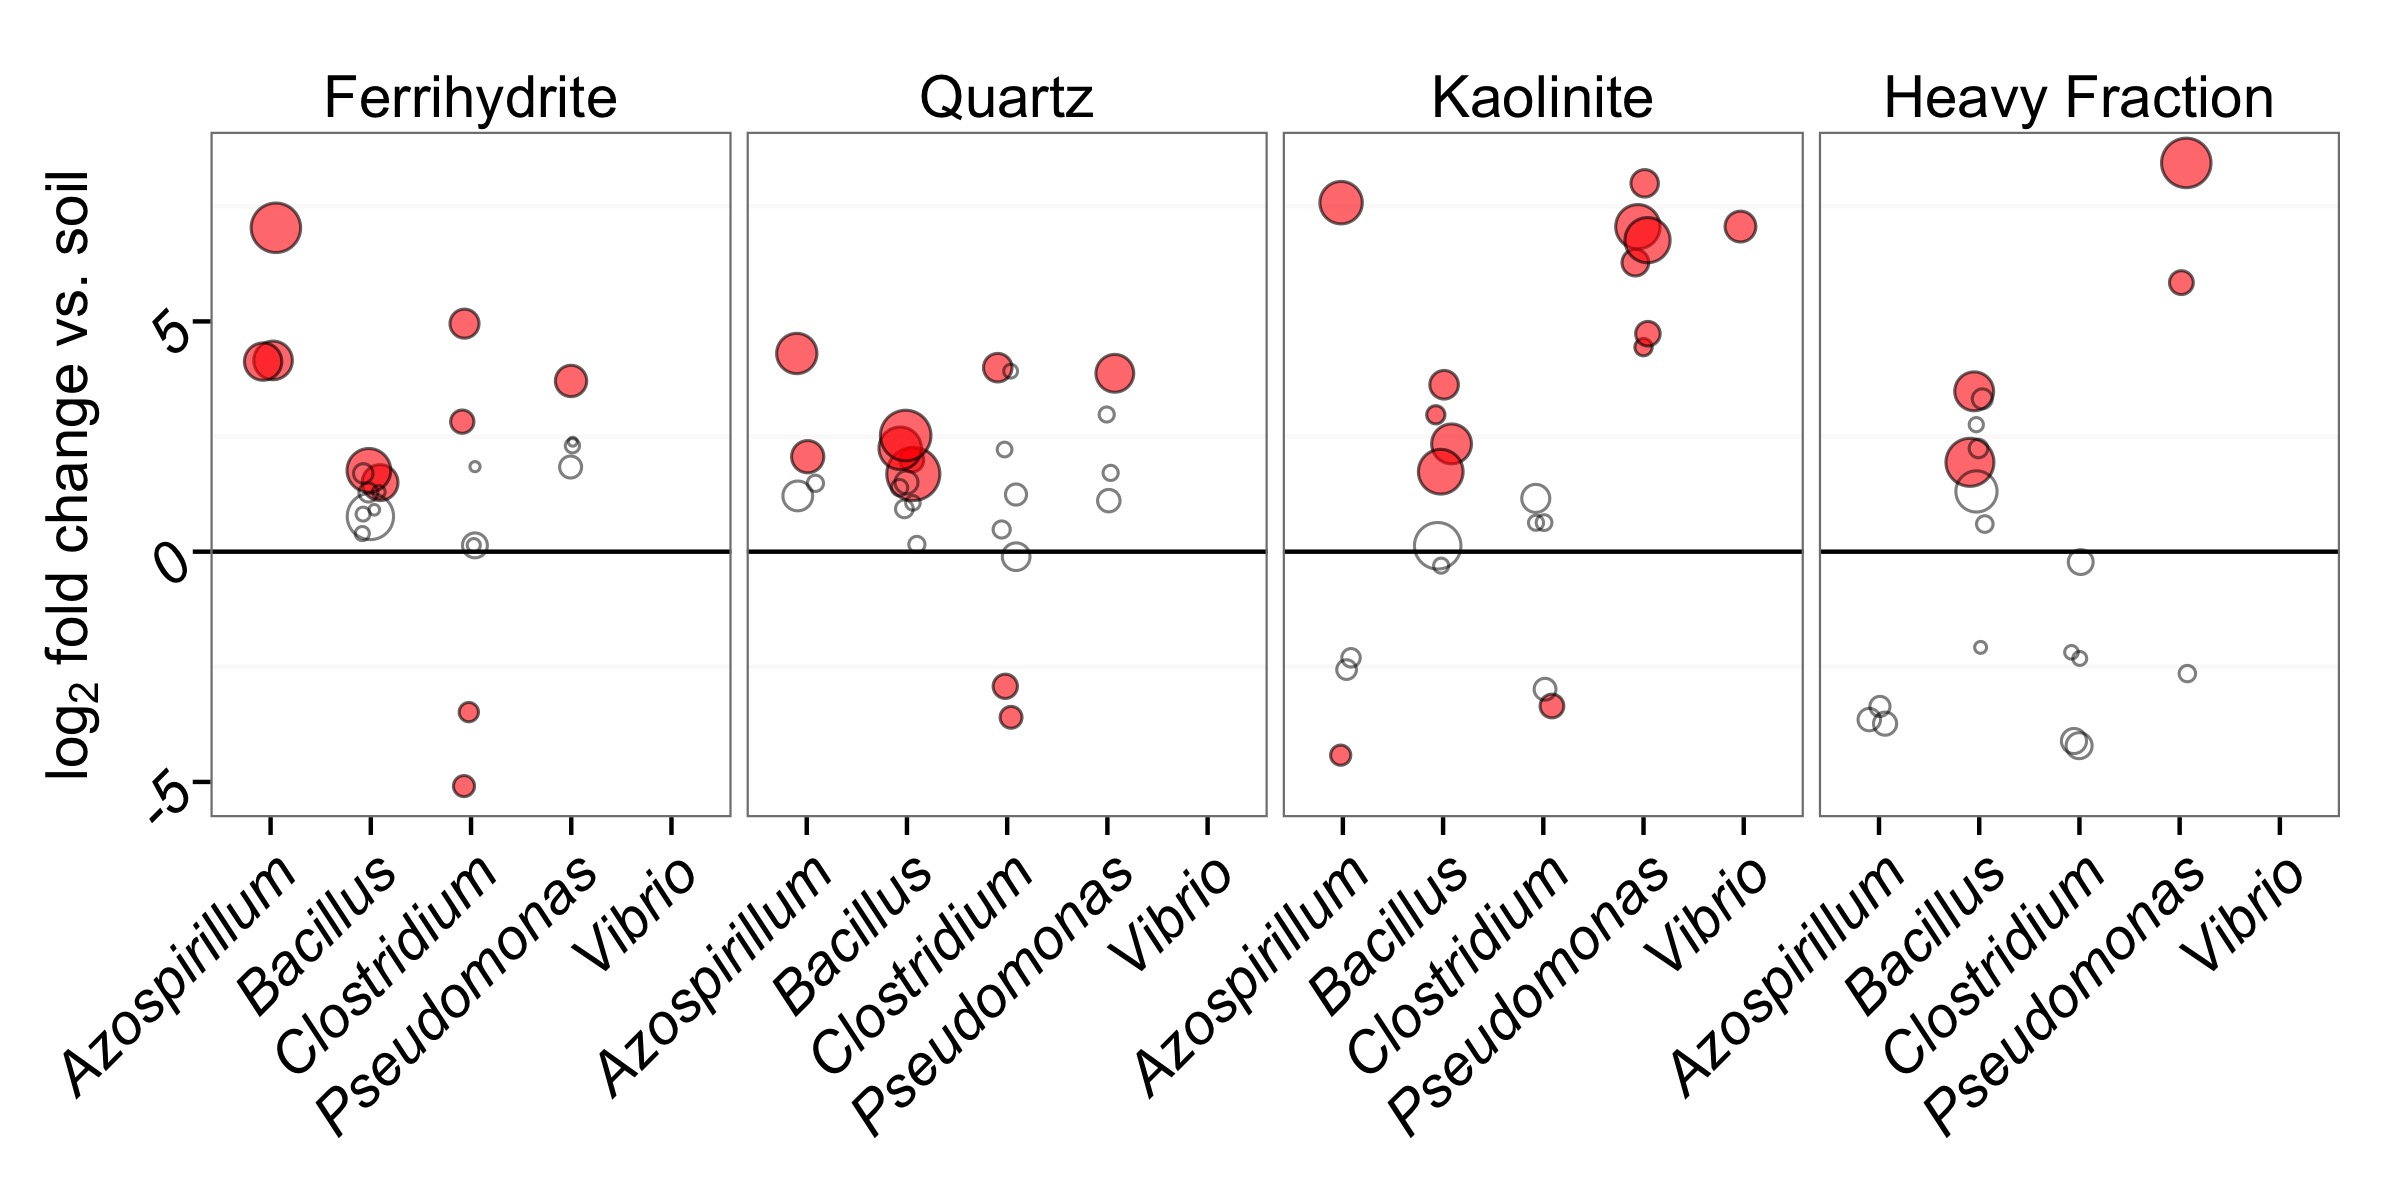 Ferrihydrite Quartz Kaolinite Heavy Fraction
log₂ fold change vs. soil
5
0
-5
Azospirillum Bacillus Clostridium Pseudomonas Vibrio Azospirillum Bacillus Clostridium Pseudomonas Vibrio Azospirillum Bacillus Clostridium Pseudomonas Vibrio Azospirillum Bacillus Clostridium Pseudomonas Vibrio